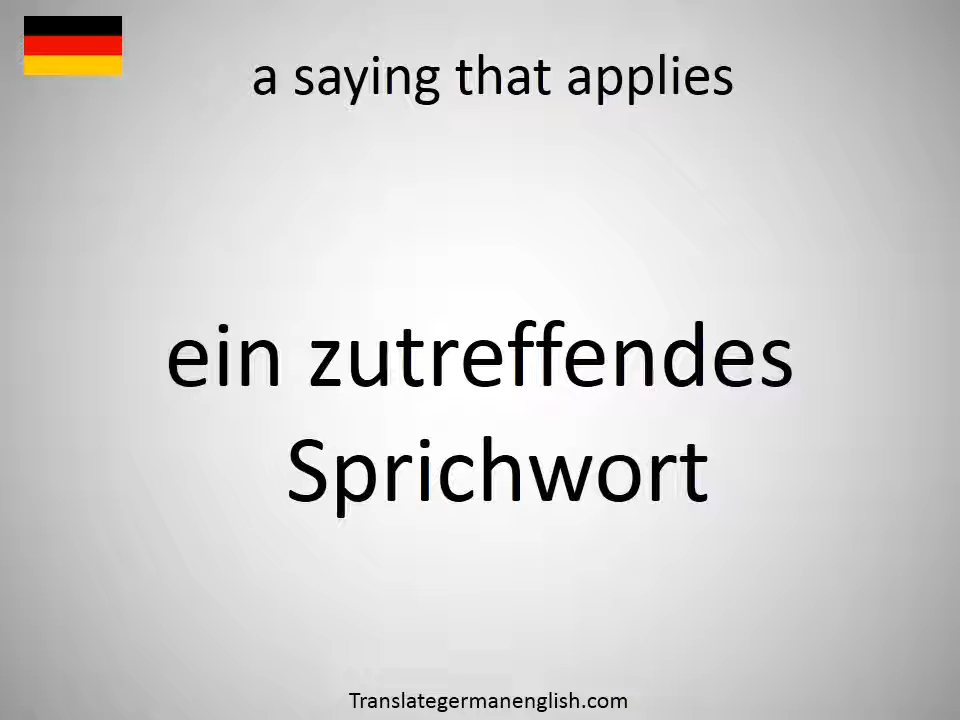 a saying that applies
ein zutreffendes
Sprichwort
Translategermanenglish.com